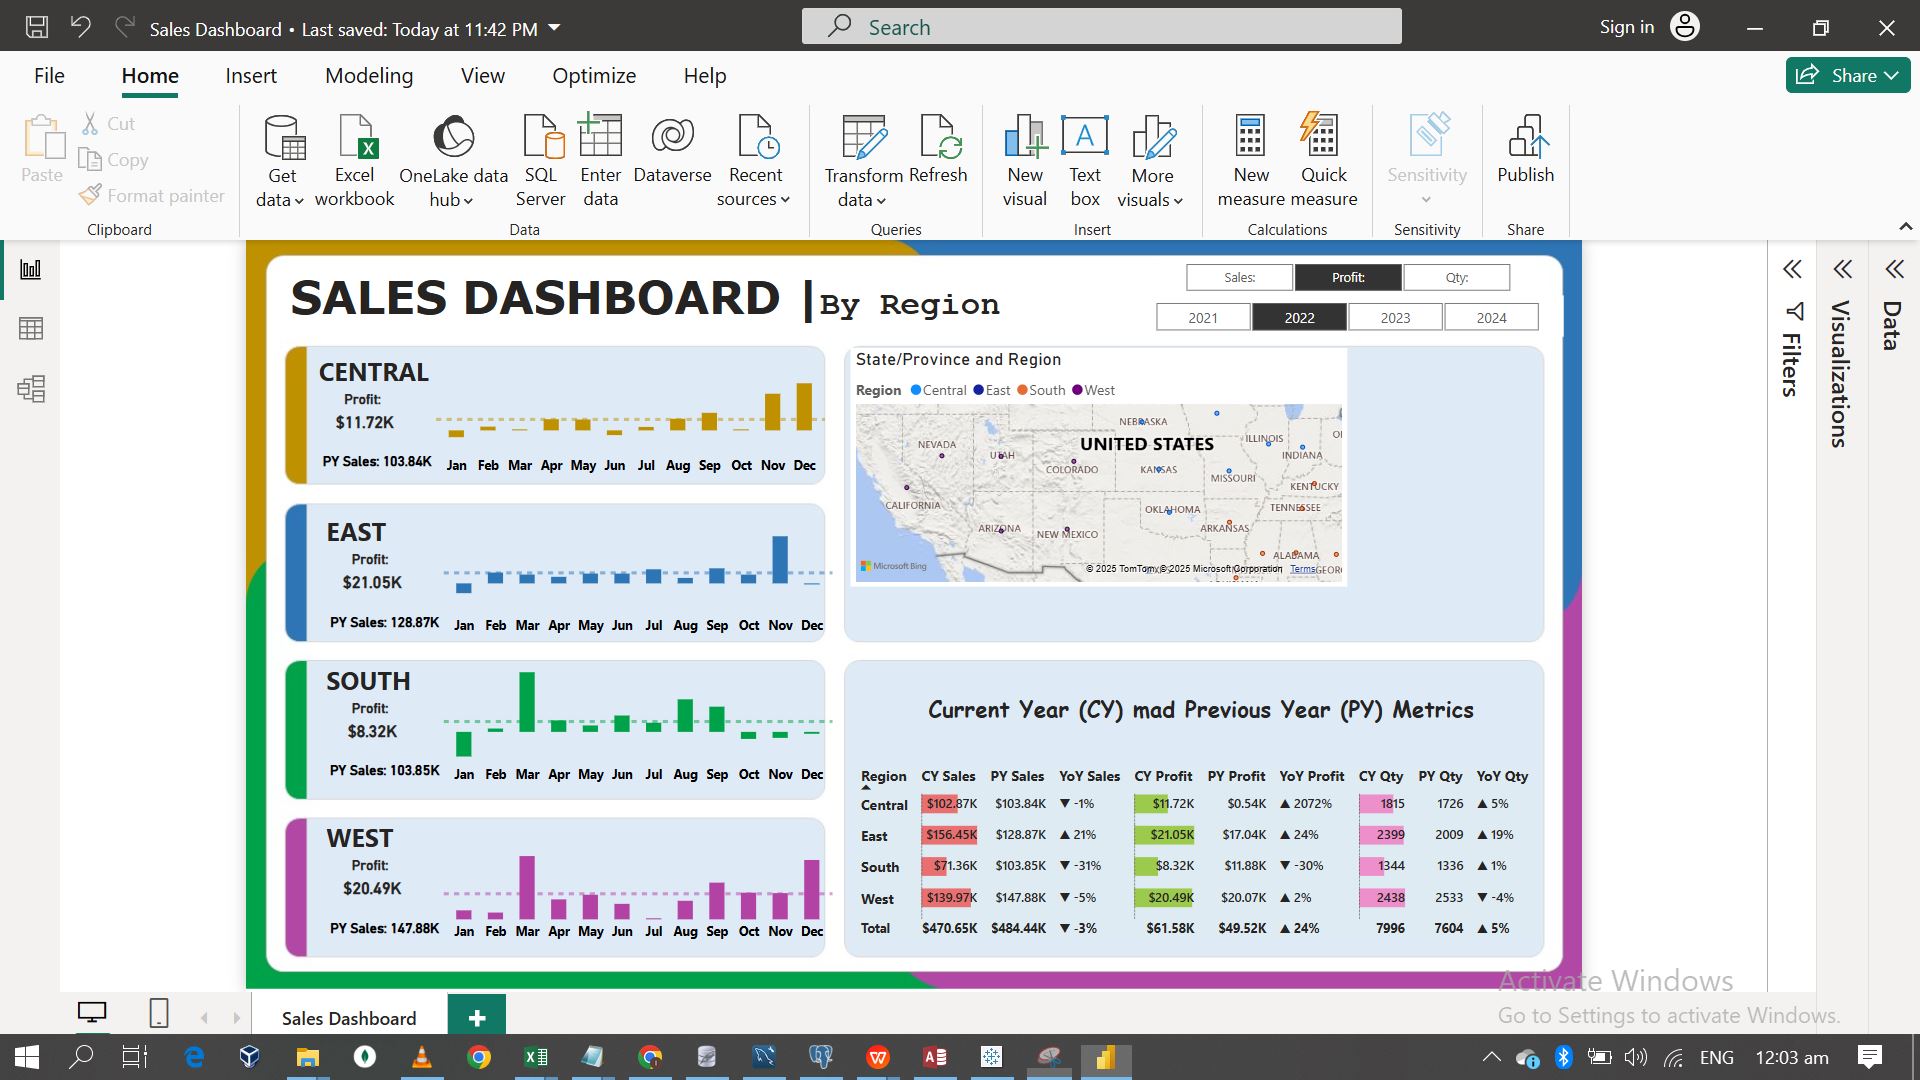 Sales Dashboard • Last saved: Today at 11:42 PM
Search
Sign in
File Home Insert Modeling View Optimize Help
Share
Paste
Cut
Copy
Format painter
Clipboard
Get data
Excel workbook
OneLake data hub
SQL Server
Enter data
Dataverse
Recent sources
Data
Transform data
Refresh
Queries
New visual
Text box
More visuals
Insert
New measure
Quick measure
Calculations
Sensitivity
Sensitivity
Publish
Share
SALES DASHBOARD |By Region
Sales: Profit: Qty:
2021 2022 2023 2024
Filters
Visualizations
Data
CENTRAL
Profit:
$11.72K
PY Sales: 103.84K
Jan Feb Mar Apr May Jun Jul Aug Sep Oct Nov Dec
EAST
Profit:
$21.05K
PY Sales: 128.87K
Jan Feb Mar Apr May Jun Jul Aug Sep Oct Nov Dec
SOUTH
Profit:
$8.32K
PY Sales: 103.85K
Jan Feb Mar Apr May Jun Jul Aug Sep Oct Nov Dec
WEST
Profit:
$20.49K
PY Sales: 147.88K
Jan Feb Mar Apr May Jun Jul Aug Sep Oct Nov Dec
State/Province and Region
Region Central East South West
NEBRASKA
UNITED STATES
NEVADA
UTAH
ILLINOIS
INDIANA
COLORADO
KANSAS
MISSOURI
KENTUCKY
CALIFORNIA
OKLAHOMA
TENNESSEE
ARIZONA
NEW MEXICO
ARKANSAS
ALABAMA
Microsoft Bing
© 2025 TomTom, © 2025 Microsoft Corporation Terms
Current Year (CY) mad Previous Year (PY) Metrics
Region CY Sales PY Sales YoY Sales CY Profit PY Profit YoY Profit CY Qty PY Qty YoY Qty
Central $102.87K $103.84K ▼ -1% $11.72K $0.54K ▲ 2072% 1815 1726 ▲ 5%
East $156.45K $128.87K ▲ 21% $21.05K $17.04K ▲ 24% 2399 2009 ▲ 19%
South $71.36K $103.85K ▼ -31% $8.32K $11.88K ▼ -30% 1344 1336 ▲ 1%
West $139.97K $147.88K ▼ -5% $20.49K $20.07K ▲ 2% 2438 2533 ▼ -4%
Total $470.65K $484.44K ▼ -3% $61.58K $49.52K ▲ 24% 7996 7604 ▲ 5%
Activate Windows
Go to Settings to activate Windows.
Sales Dashboard
ENG 12:03 am